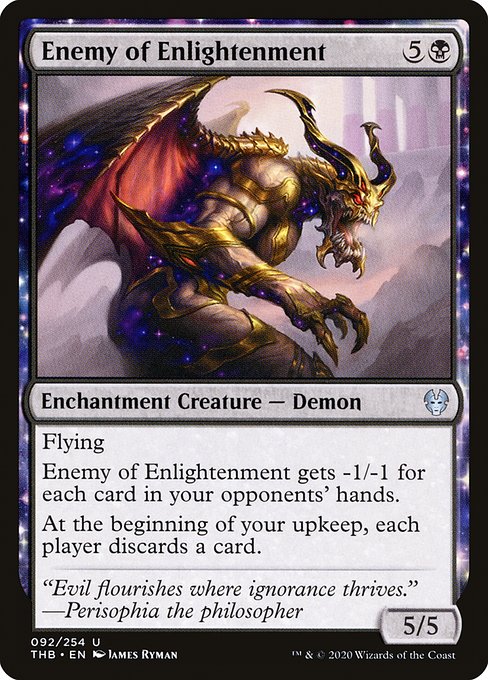 Enemy of Enlightenment 5
Enchantment Creature — Demon
Flying
Enemy of Enlightenment gets -1/-1 for
each card in your opponents' hands.
At the beginning of your upkeep, each
player discards a card.
“Evil flourishes where ignorance thrives.”
—Perisophia the philosopher
5/5
092/254 U
THB • EN James Ryman ™ & © 2020 Wizards of the Coast